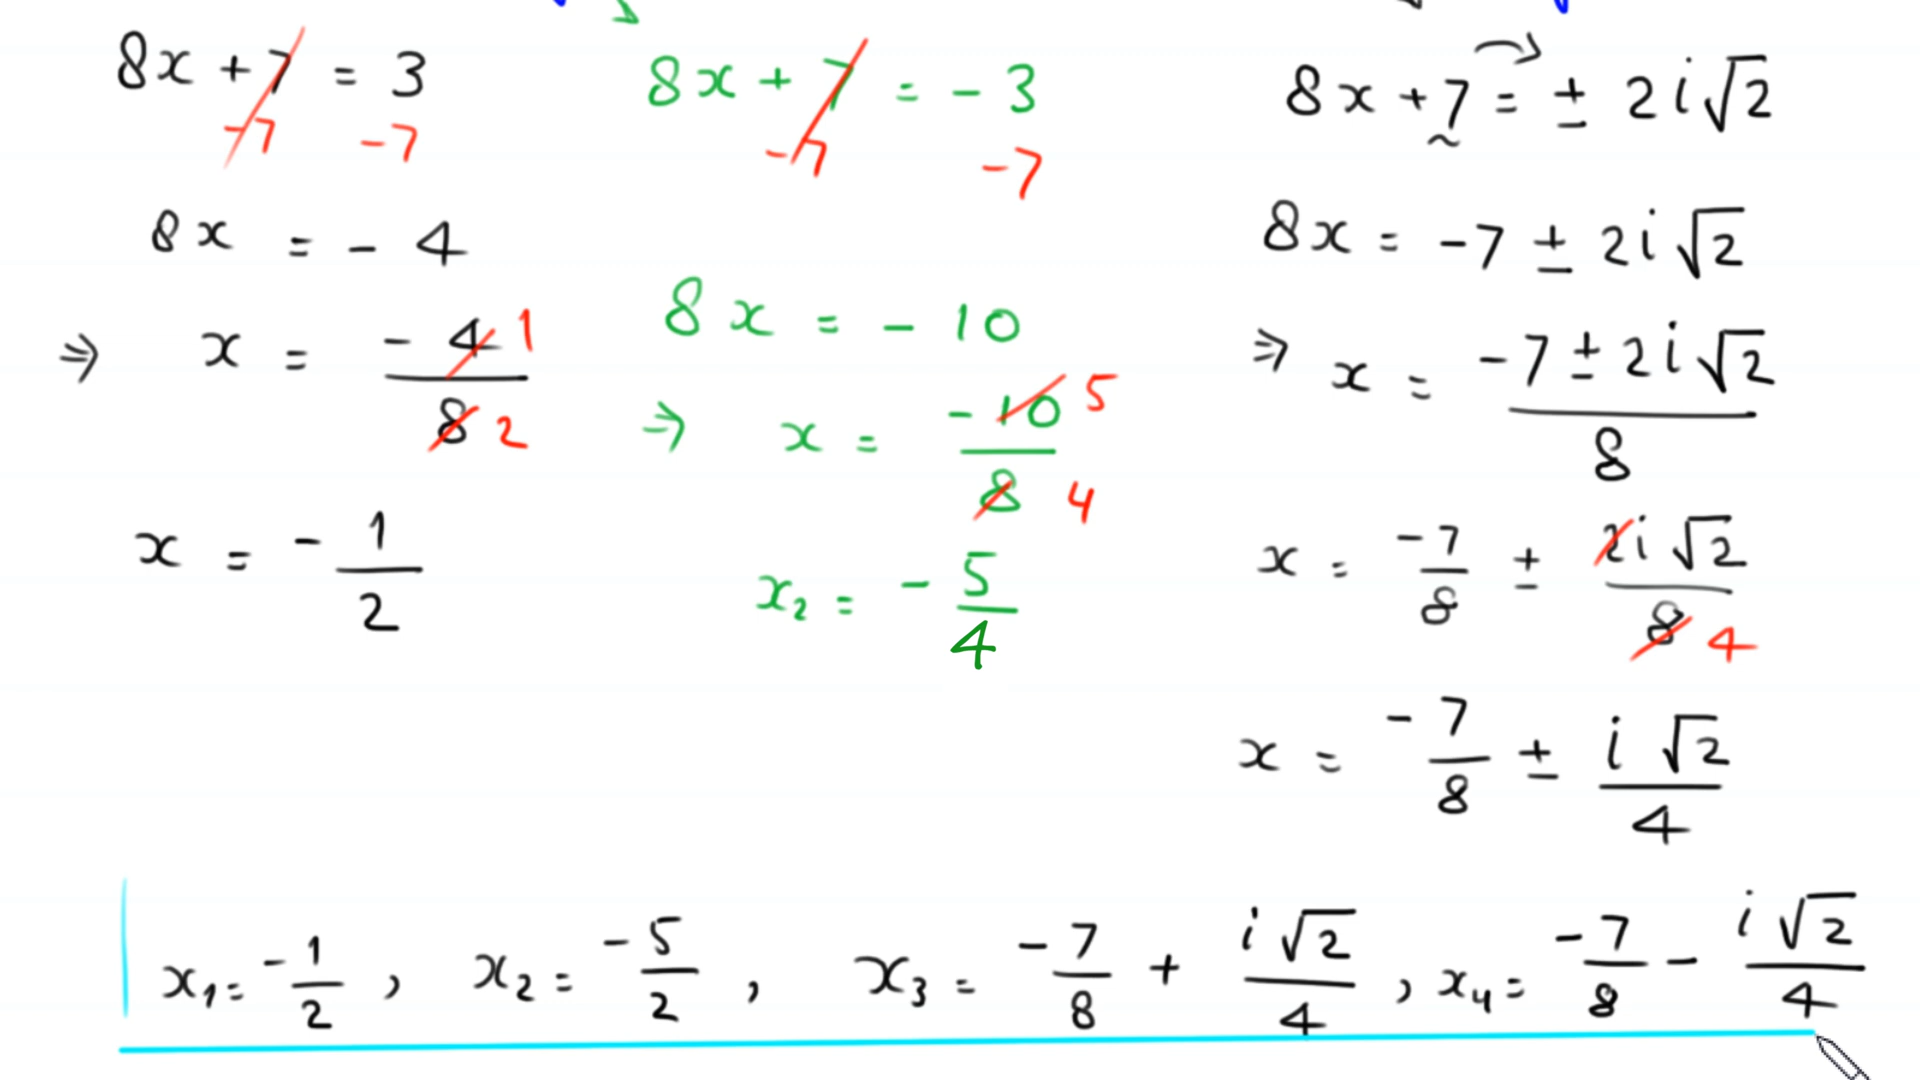 8x + 7 = 3
-7 -7
8x = - 4
⇒ x = - 4/8 1 2
x = - 1/2
8x + 7 = - 3
-7 -7
8x = - 10
⇒ x = - 10/8 5 4
x₂ = - 5/4
8x + 7 = ± 2i√2
8x = -7 ± 2i√2
⇒ x = (-7 ± 2i√2)/8
x = -7/8 ± 2i√2/8 4
x = -7/8 ± i√2/4
x₁ = -1/2 , x₂ = -5/2 , x₃ = -7/8 + i√2/4 , x₄ = -7/8 - i√2/4